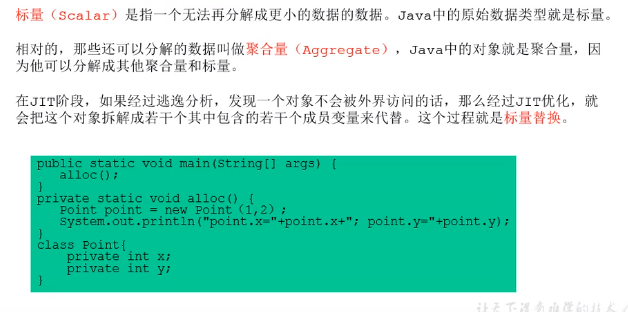 标量（Scalar）是指一个无法再分解成更小的数据的数据。Java中的原始数据类型就是标量。
相对的，那些还可以分解的数据叫做聚合量（Aggregate），Java中的对象就是聚合量，因
为他可以分解成其他聚合量和标量。
在JIT阶段，如果经过逃逸分析，发现一个对象不会被外界访问的话，那么经过JIT优化，就
会把这个对象拆解成若干个其中包含的若干个成员变量来代替。这个过程就是标量替换。
public static void main(String[] args) {
alloc();
}
private static void alloc() {
Point point = new Point（1,2）;
System.out.println("point.x="+point.x+"; point.y="+point.y);
}
class Point{
private int x;
private int y;
}